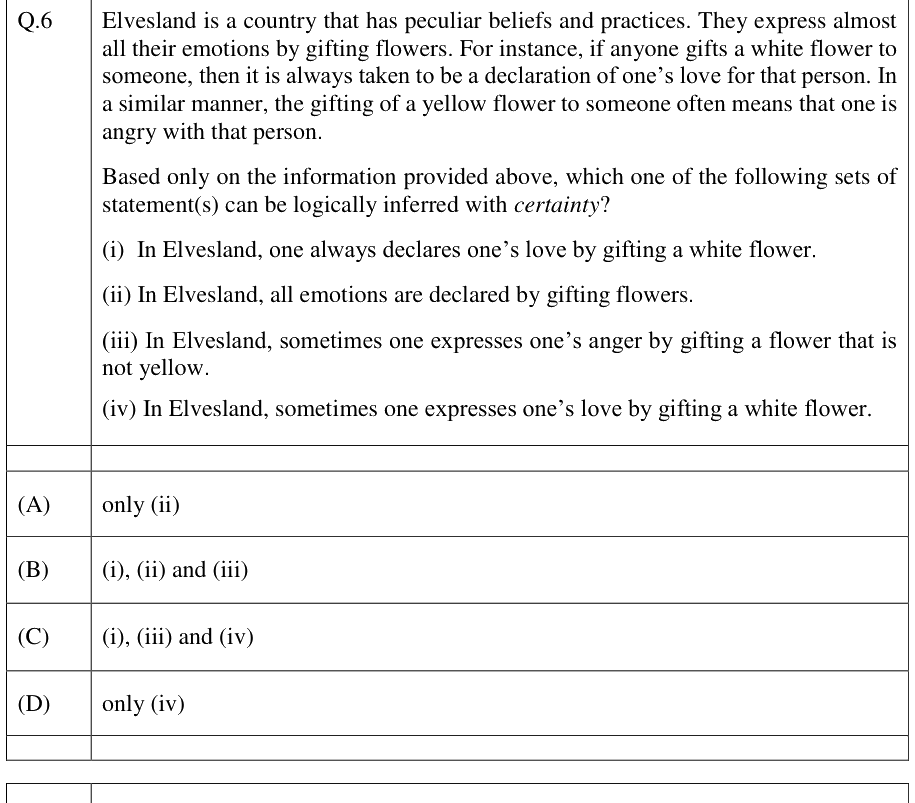 Q.6 Elvesland is a country that has peculiar beliefs and practices. They express almost
all their emotions by gifting flowers. For instance, if anyone gifts a white flower to
someone, then it is always taken to be a declaration of one’s love for that person. In
a similar manner, the gifting of a yellow flower to someone often means that one is
angry with that person.
Based only on the information provided above, which one of the following sets of
statement(s) can be logically inferred with certainty?
(i) In Elvesland, one always declares one’s love by gifting a white flower.
(ii) In Elvesland, all emotions are declared by gifting flowers.
(iii) In Elvesland, sometimes one expresses one’s anger by gifting a flower that is
not yellow.
(iv) In Elvesland, sometimes one expresses one’s love by gifting a white flower.
(A) only (ii)
(B) (i), (ii) and (iii)
(C) (i), (iii) and (iv)
(D) only (iv)